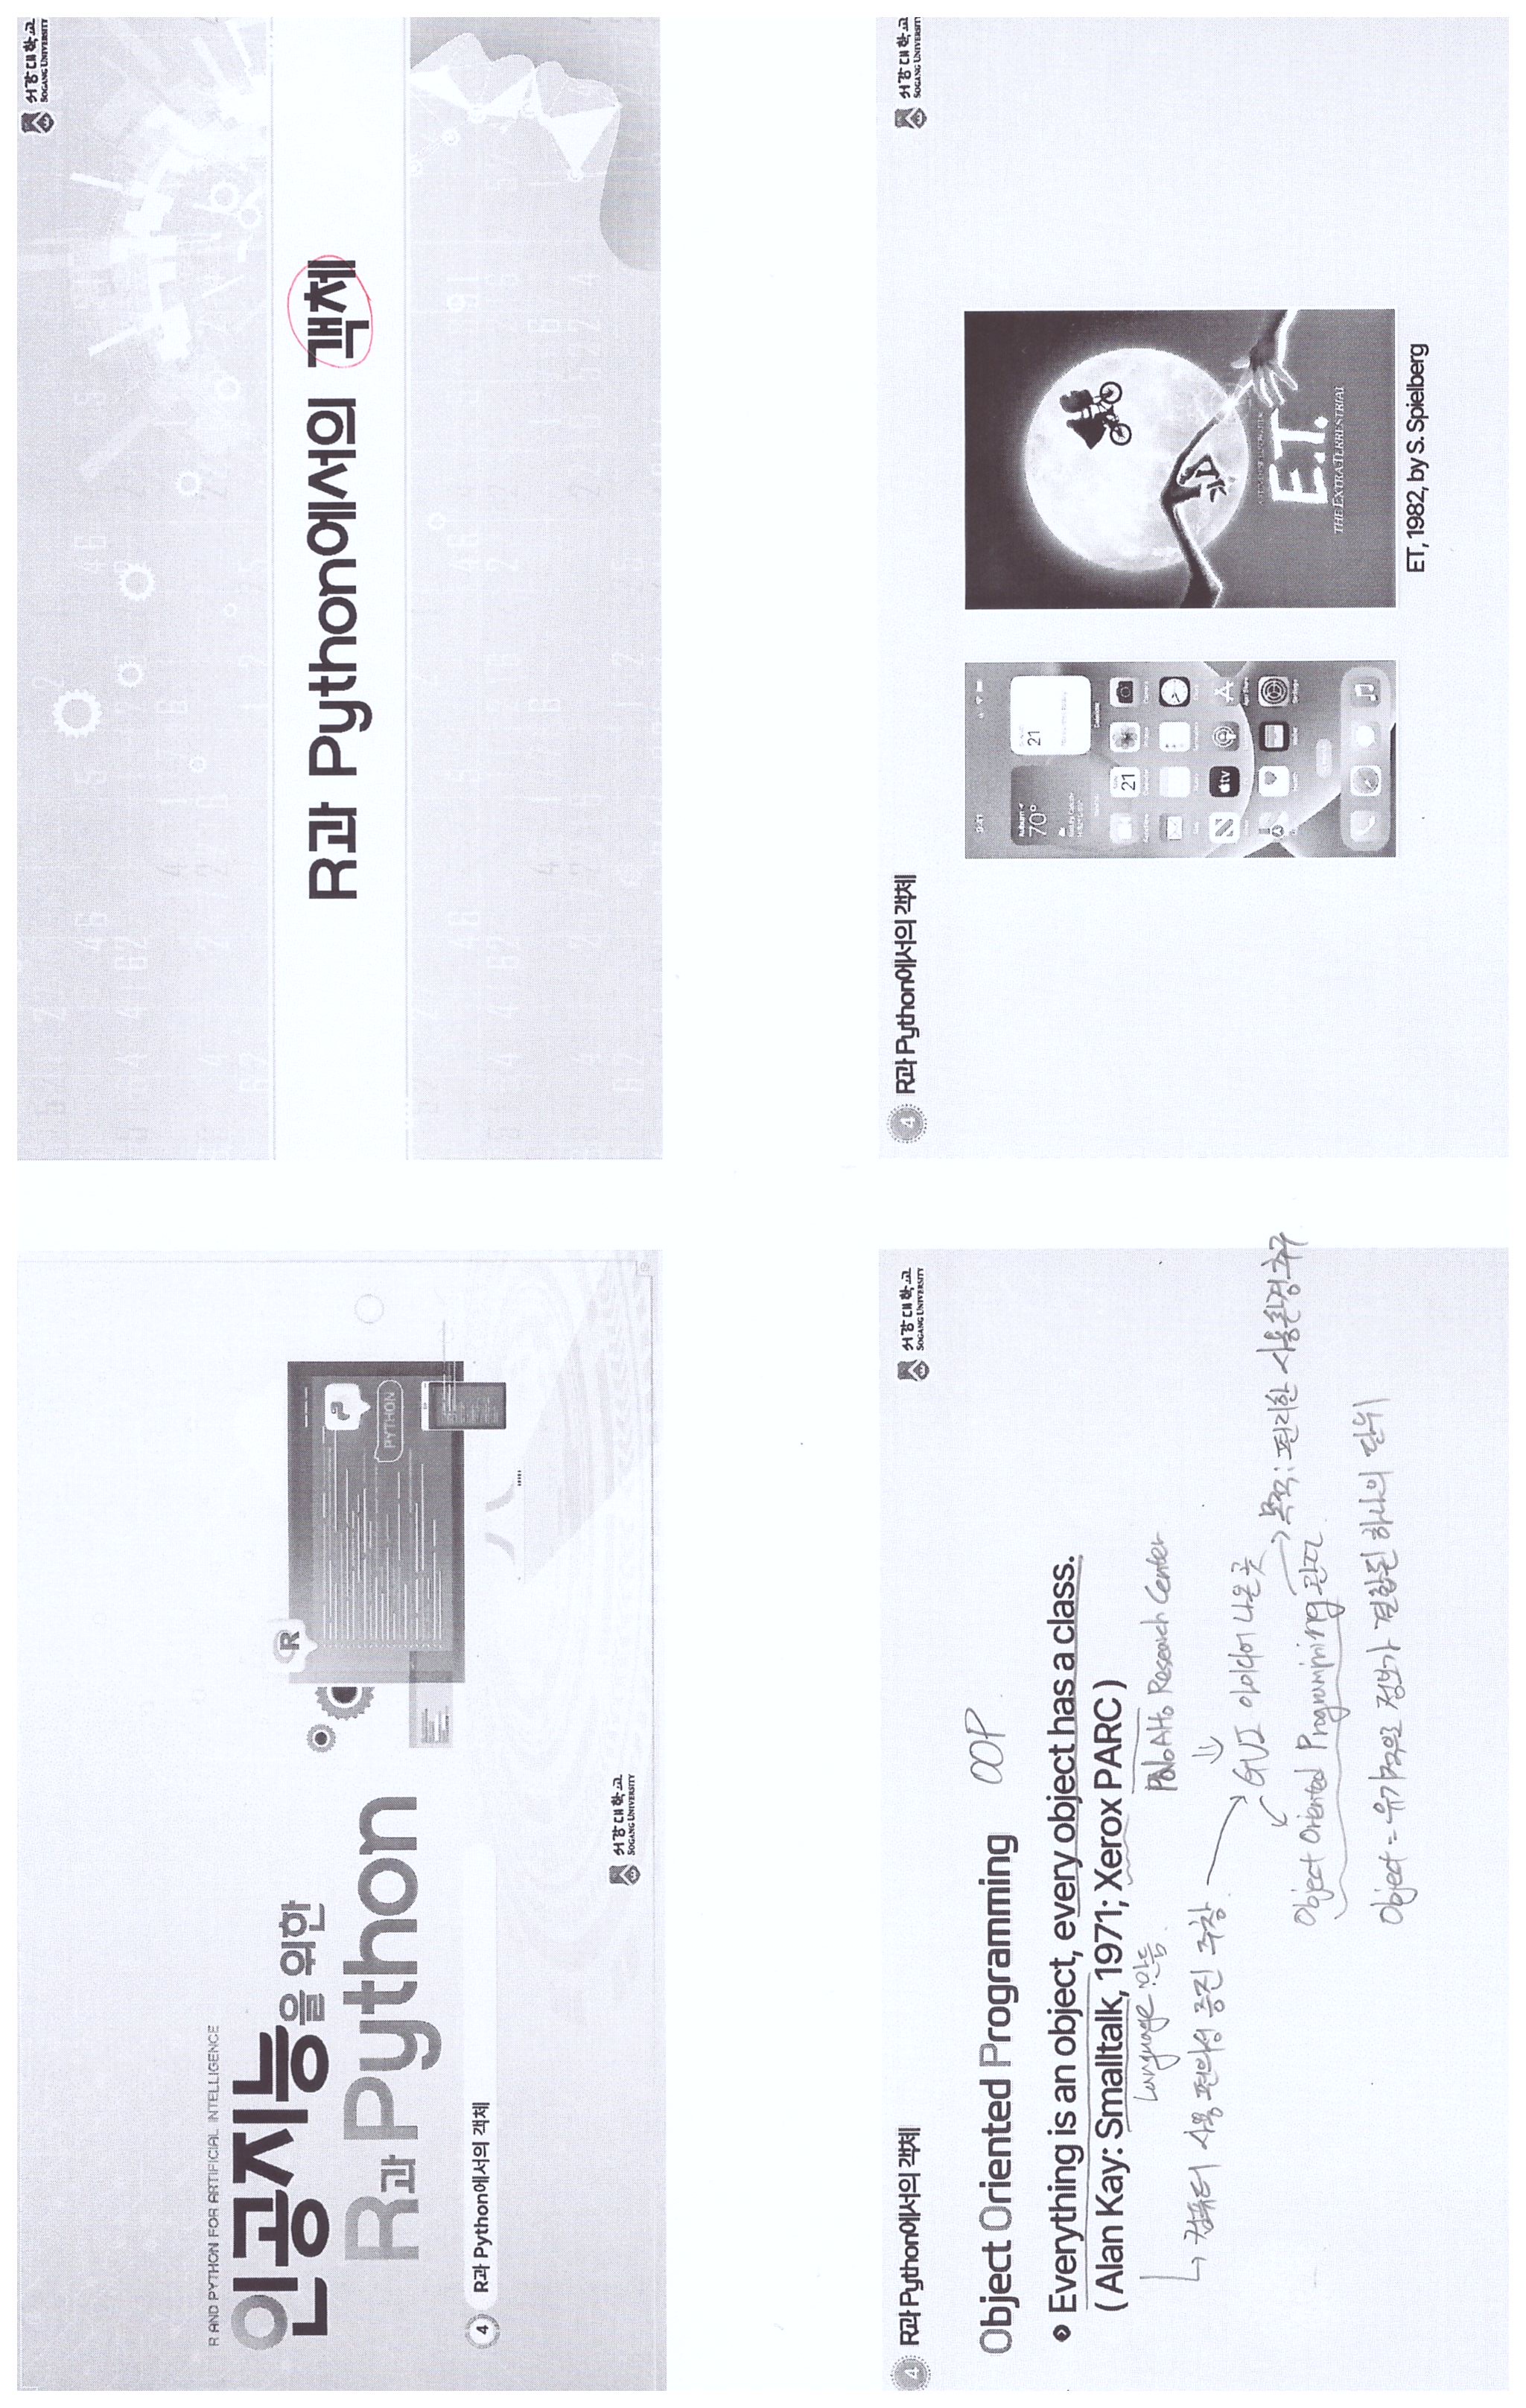 R AND PYTHON FOR ARTIFICIAL INTELLIGENCE
인공지능을 위한
R과 Python
R
PYTHON
4 R과 Python에서의 객체
서강대학교
SOGANG UNIVERSITY
서강대학교
SOGANG UNIVERSITY
R과 Python에서의 객체
4 R과 Python에서의 객체
서강대학교
SOGANG UNIVERSITY
Object Oriented Programming OOP
Everything is an object, every object has a class.
( Alan Kay: Smalltalk, 1971; Xerox PARC )
Language 만듦
Palo Alto Research Center
컴퓨터 사용 편의성 증진 주창
GUI 아이디어 나온 곳
목적: 편리한 사용환경 추구
Object Oriented Programming 관련
Object = 유기적으로 정보가 결합된 하나의 단위
4 R과 Python에서의 객체
서강대학교
SOGANG UNIVERSITY
9:41
Auburn
70°
21
21
tv
E.T.
THE EXTRA-TERRESTRIAL
ET, 1982, by S. Spielberg